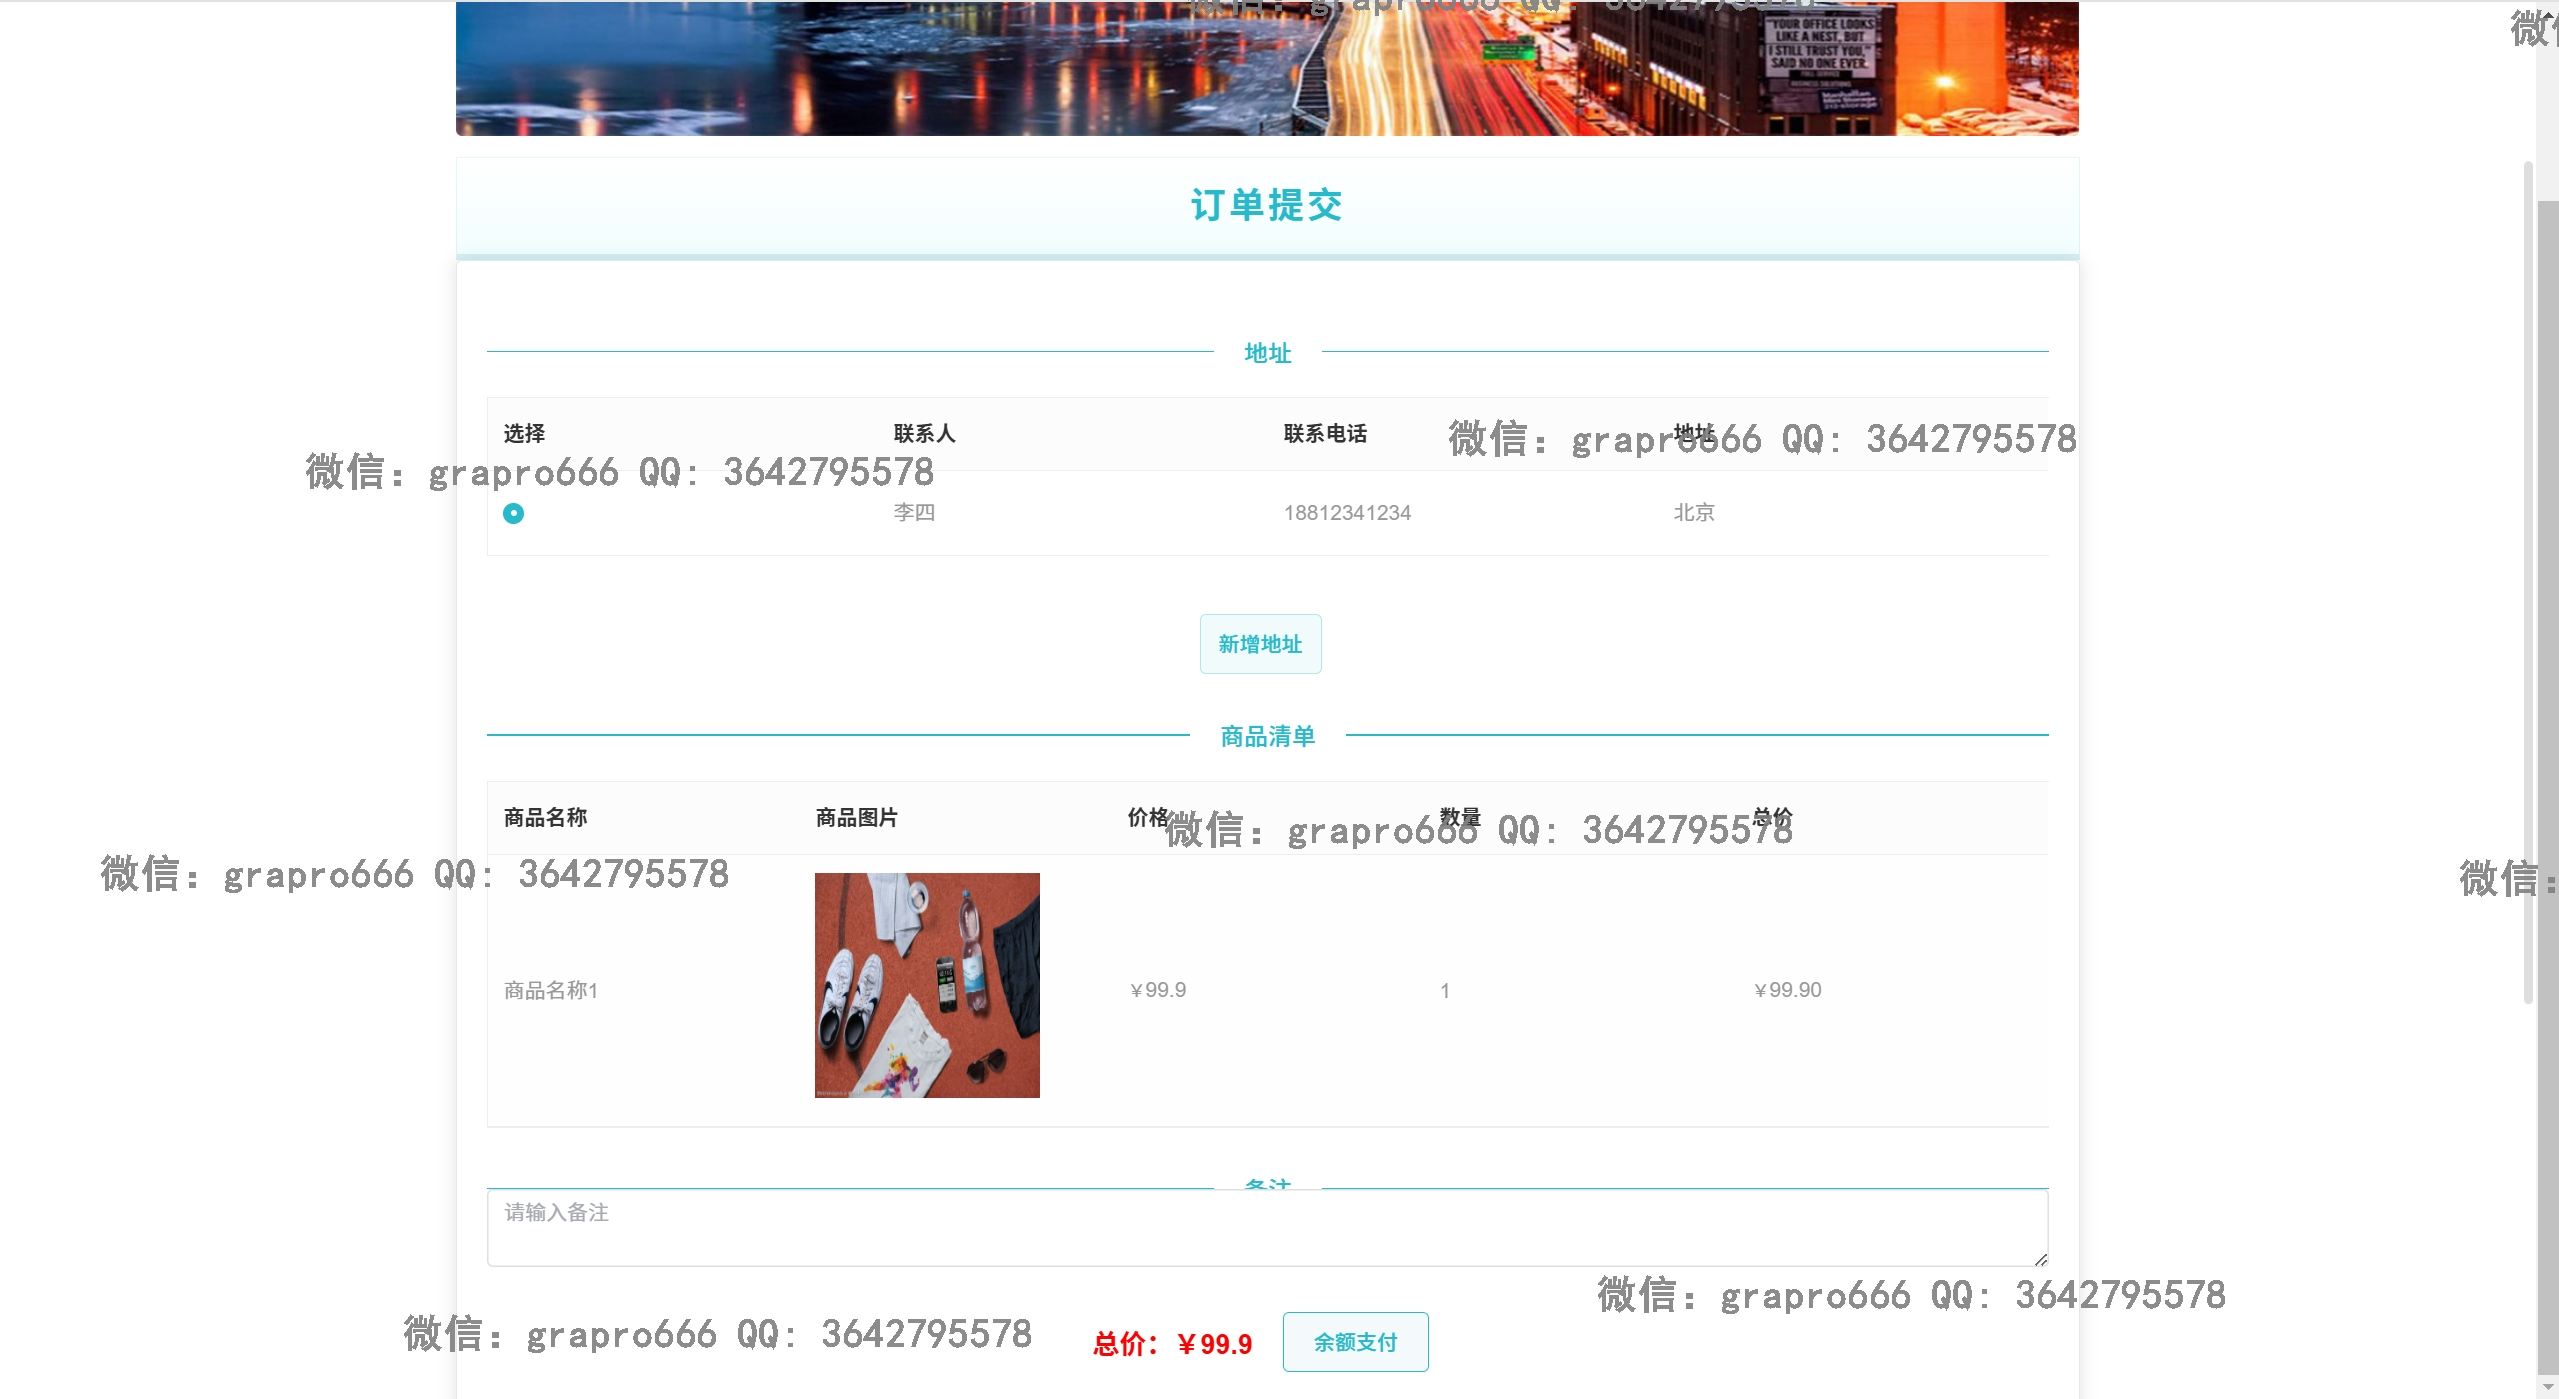 YOUR OFFICE LOOKS
LIKE A NEST, BUT
I STILL TRUST YOU,"
SAID NO ONE EVER.
微信
订单提交
地址
选择 联系人 联系电话 地址
微信：grapro666 QQ: 3642795578
微信：grapro666 QQ: 3642795578
李四 18812341234 北京
新增地址
商品清单
商品名称 商品图片 价格 数量 总价
微信：grapro666 QQ: 3642795578
微信：grapro666 QQ: 3642795578
微信：
商品名称1 ￥99.9 1 ￥99.90
备注
请输入备注
微信：grapro666 QQ: 3642795578
微信：grapro666 QQ: 3642795578
总价：￥99.9 余额支付